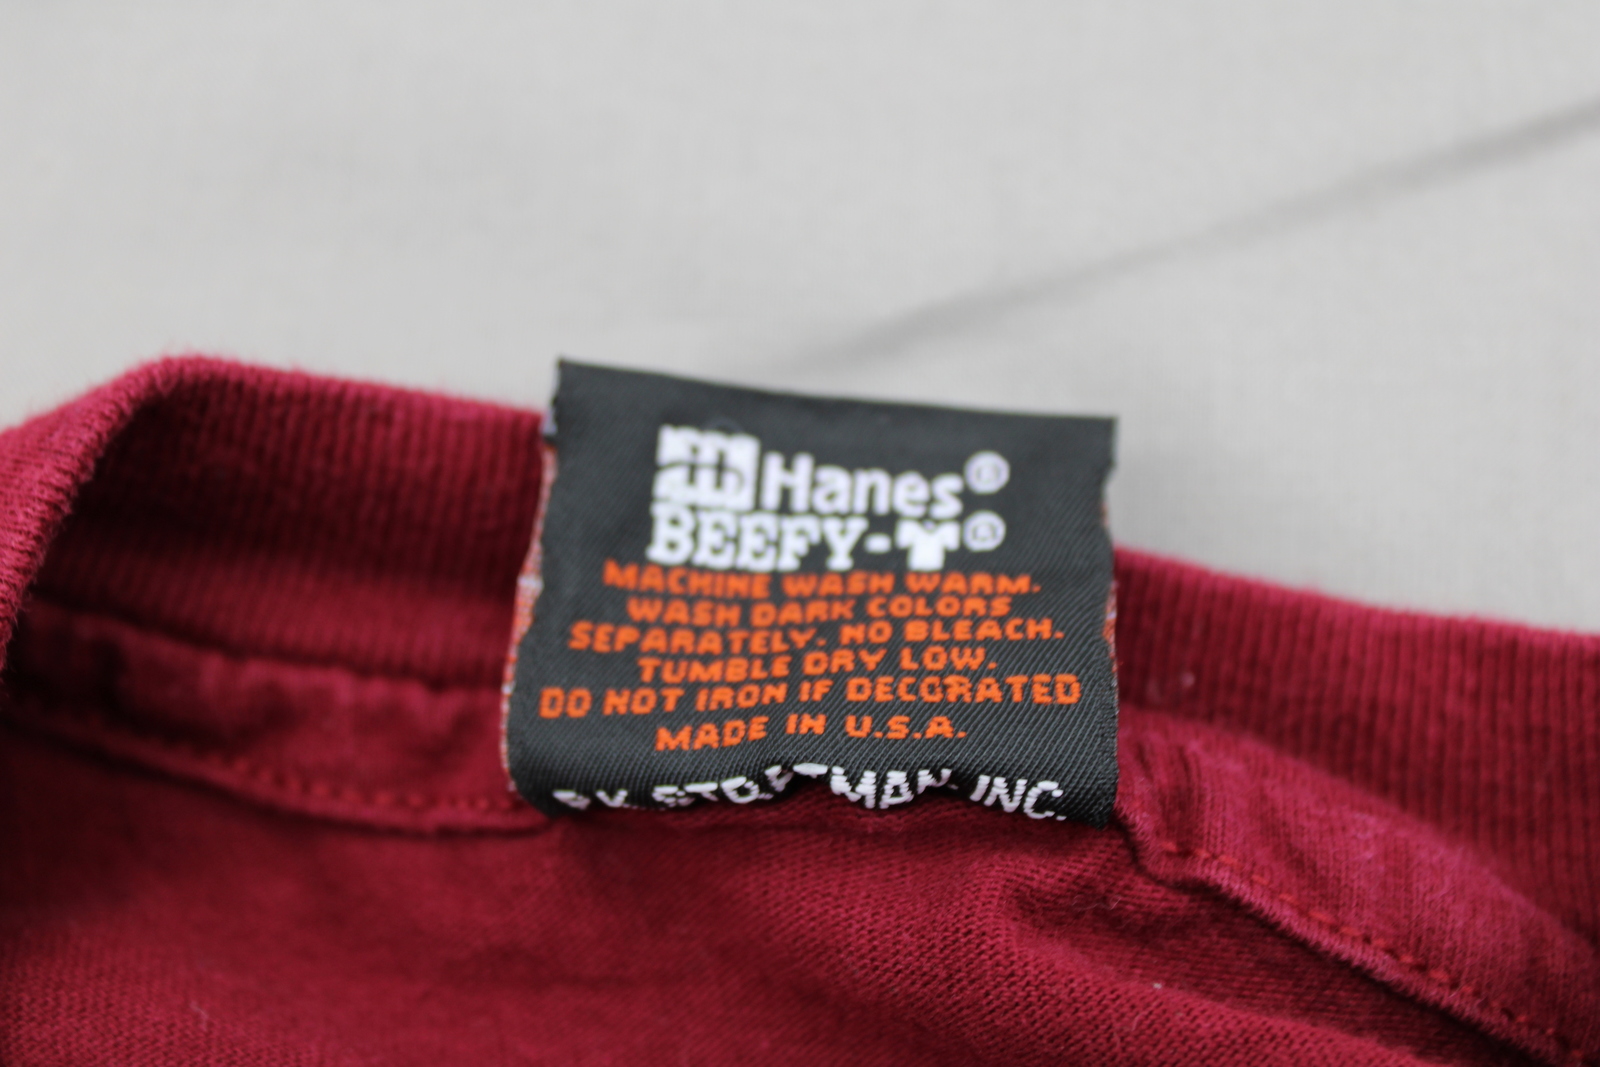 Hanes®
BEEFY-T®
MACHINE WASH WARM.
WASH DARK COLORS
SEPARATELY. NO BLEACH.
TUMBLE DRY LOW.
DO NOT IRON IF DECORATED
MADE IN U.S.A.
INC.